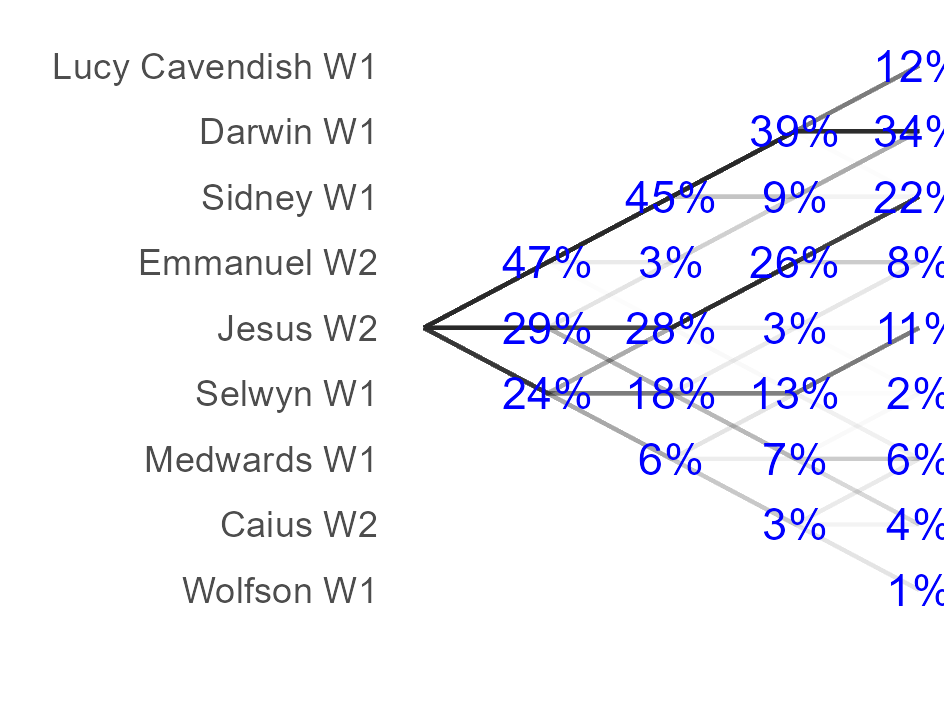 Lucy Cavendish W1 12%
Darwin W1 39% 34%
Sidney W1 45% 9% 22%
Emmanuel W2 47% 3% 26% 8%
Jesus W2 29% 28% 3% 11%
Selwyn W1 24% 18% 13% 2%
Medwards W1 6% 7% 6%
Caius W2 3% 4%
Wolfson W1 1%